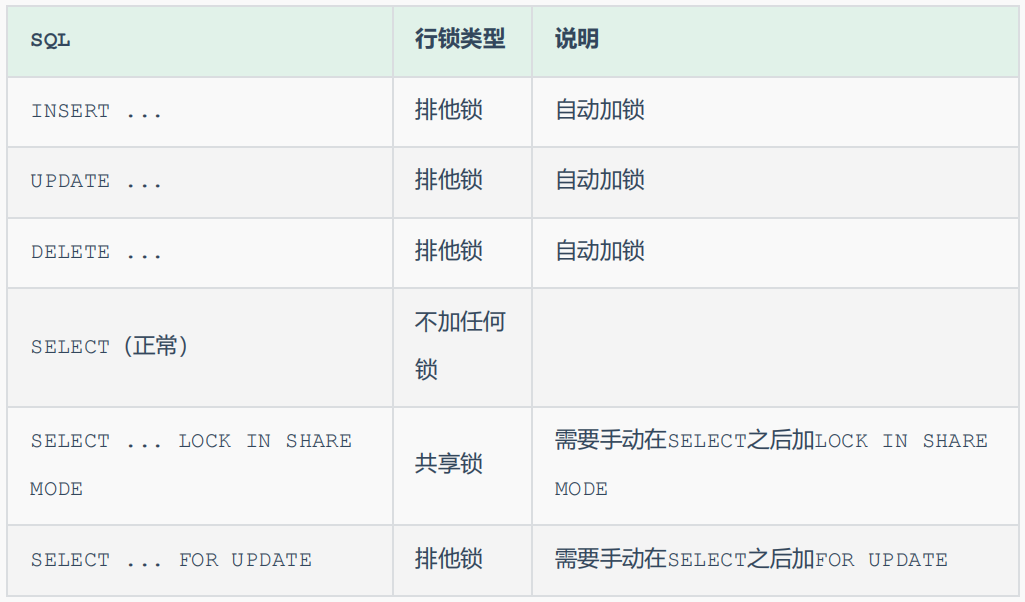 SQL 行锁类型 说明
INSERT ... 排他锁 自动加锁
UPDATE ... 排他锁 自动加锁
DELETE ... 排他锁 自动加锁
SELECT (正常) 不加任何
锁
SELECT ... LOCK IN SHARE
MODE
共享锁
需要手动在SELECT之后加LOCK IN SHARE
MODE
SELECT ... FOR UPDATE 排他锁 需要手动在SELECT之后加FOR UPDATE